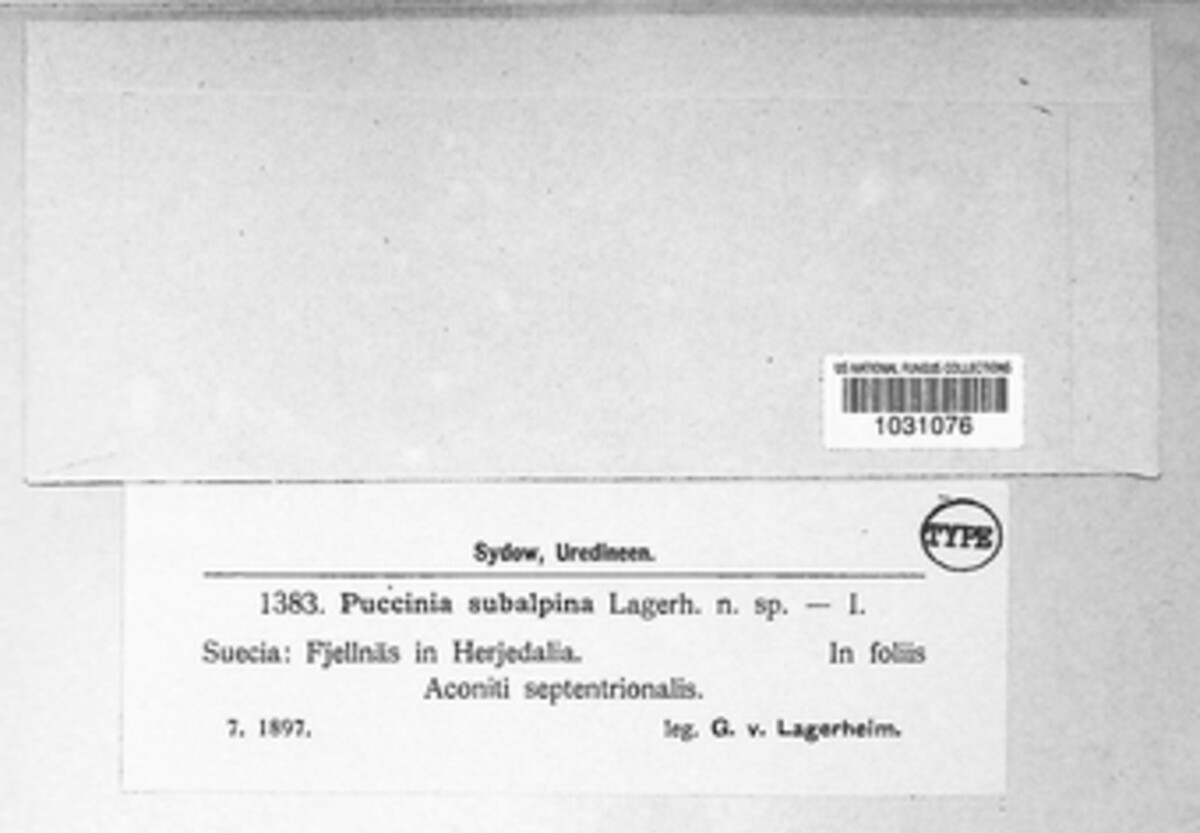 US NATIONAL FUNGUS COLLECTIONS
1031076
TYPE
Sydow, Uredineen.
1383. Puccinia subalpina Lagerh. n. sp. — I.
Suecia: Fjellnäs in Herjedalia. In foliis
Aconiti septentrionalis.
7. 1897. leg. G. v. Lagerheim.